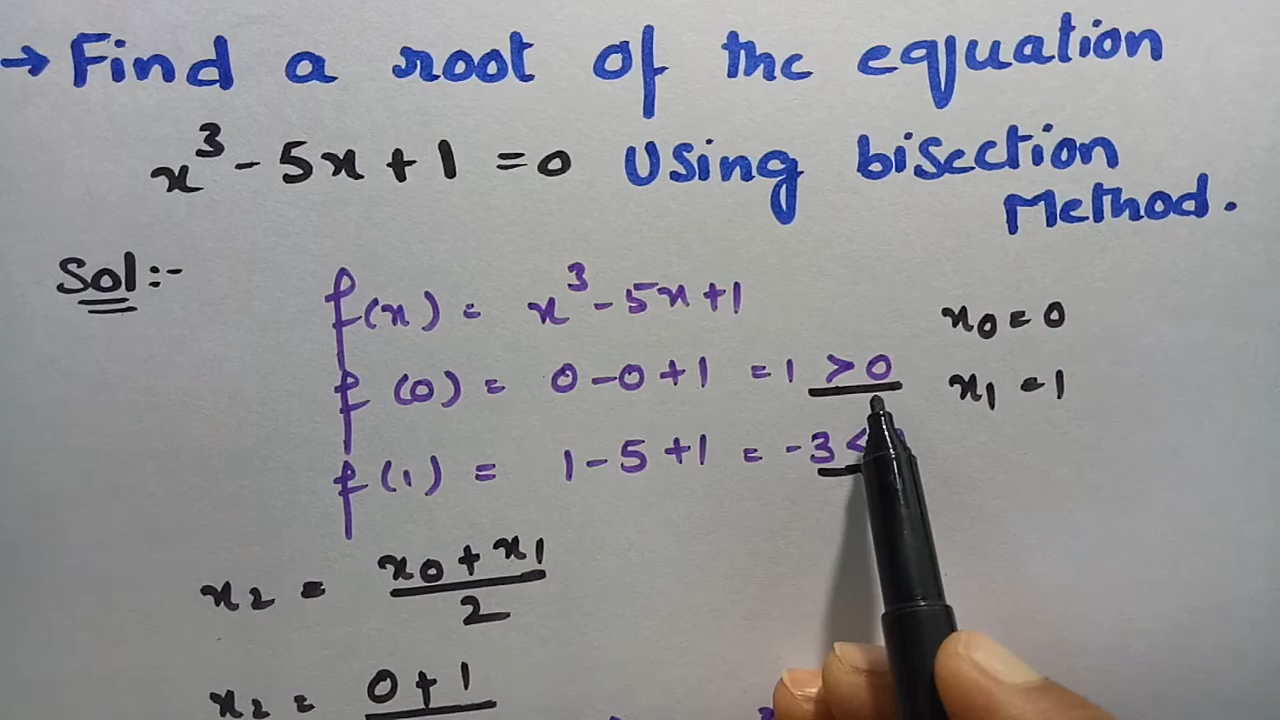 → Find a root of the equation
x³ - 5x + 1 = 0 Using bisection
Method.
Sol:-
f(x) = x³ - 5x + 1
x0 = 0
f(0) = 0 - 0 + 1 = 1 > 0
x1 = 1
f(1) = 1 - 5 + 1 = -3 <
x2 = x0 + x1 / 2
x2 = 0 + 1